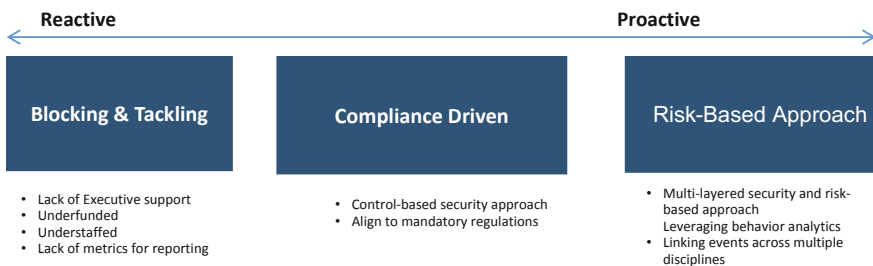 Reactive
Proactive
Blocking & Tackling
Compliance Driven
Risk-Based Approach
• Lack of Executive support
• Underfunded
• Understaffed
• Lack of metrics for reporting
• Control-based security approach
• Align to mandatory regulations
• Multi-layered security and risk-
based approach
Leveraging behavior analytics
• Linking events across multiple
disciplines